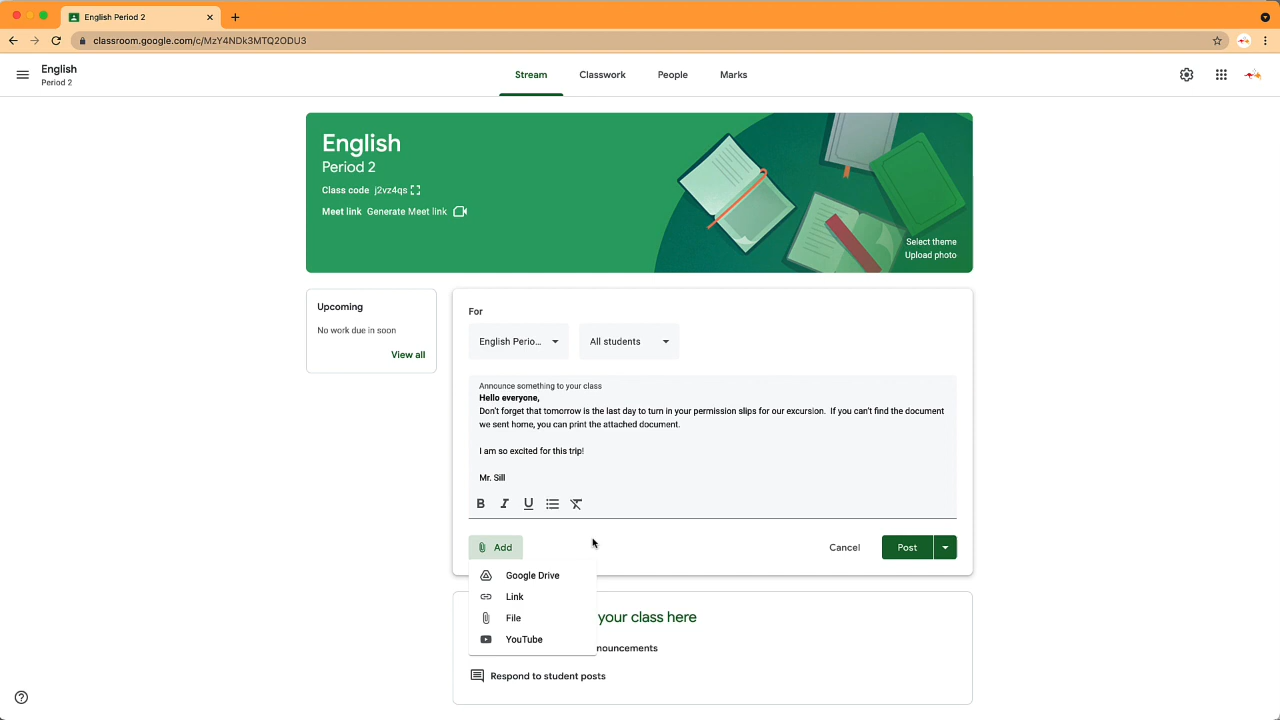 English Period 2
classroom.google.com/c/MzY4NDk3MTQ2ODU3
English
Period 2
Stream
Classwork
People
Marks
English
Period 2
Class code j2vz4qs
Meet link Generate Meet link
Select theme
Upload photo
Upcoming
No work due in soon
View all
For
English Perio...
All students
Announce something to your class
Hello everyone,
Don't forget that tomorrow is the last day to turn in your permission slips for our excursion. If you can't find the document
we sent home, you can print the attached document.
I am so excited for this trip!
Mr. Sill
B I U
Add
Cancel
Post
Google Drive
Link
File
YouTube
your class here
nouncements
Respond to student posts